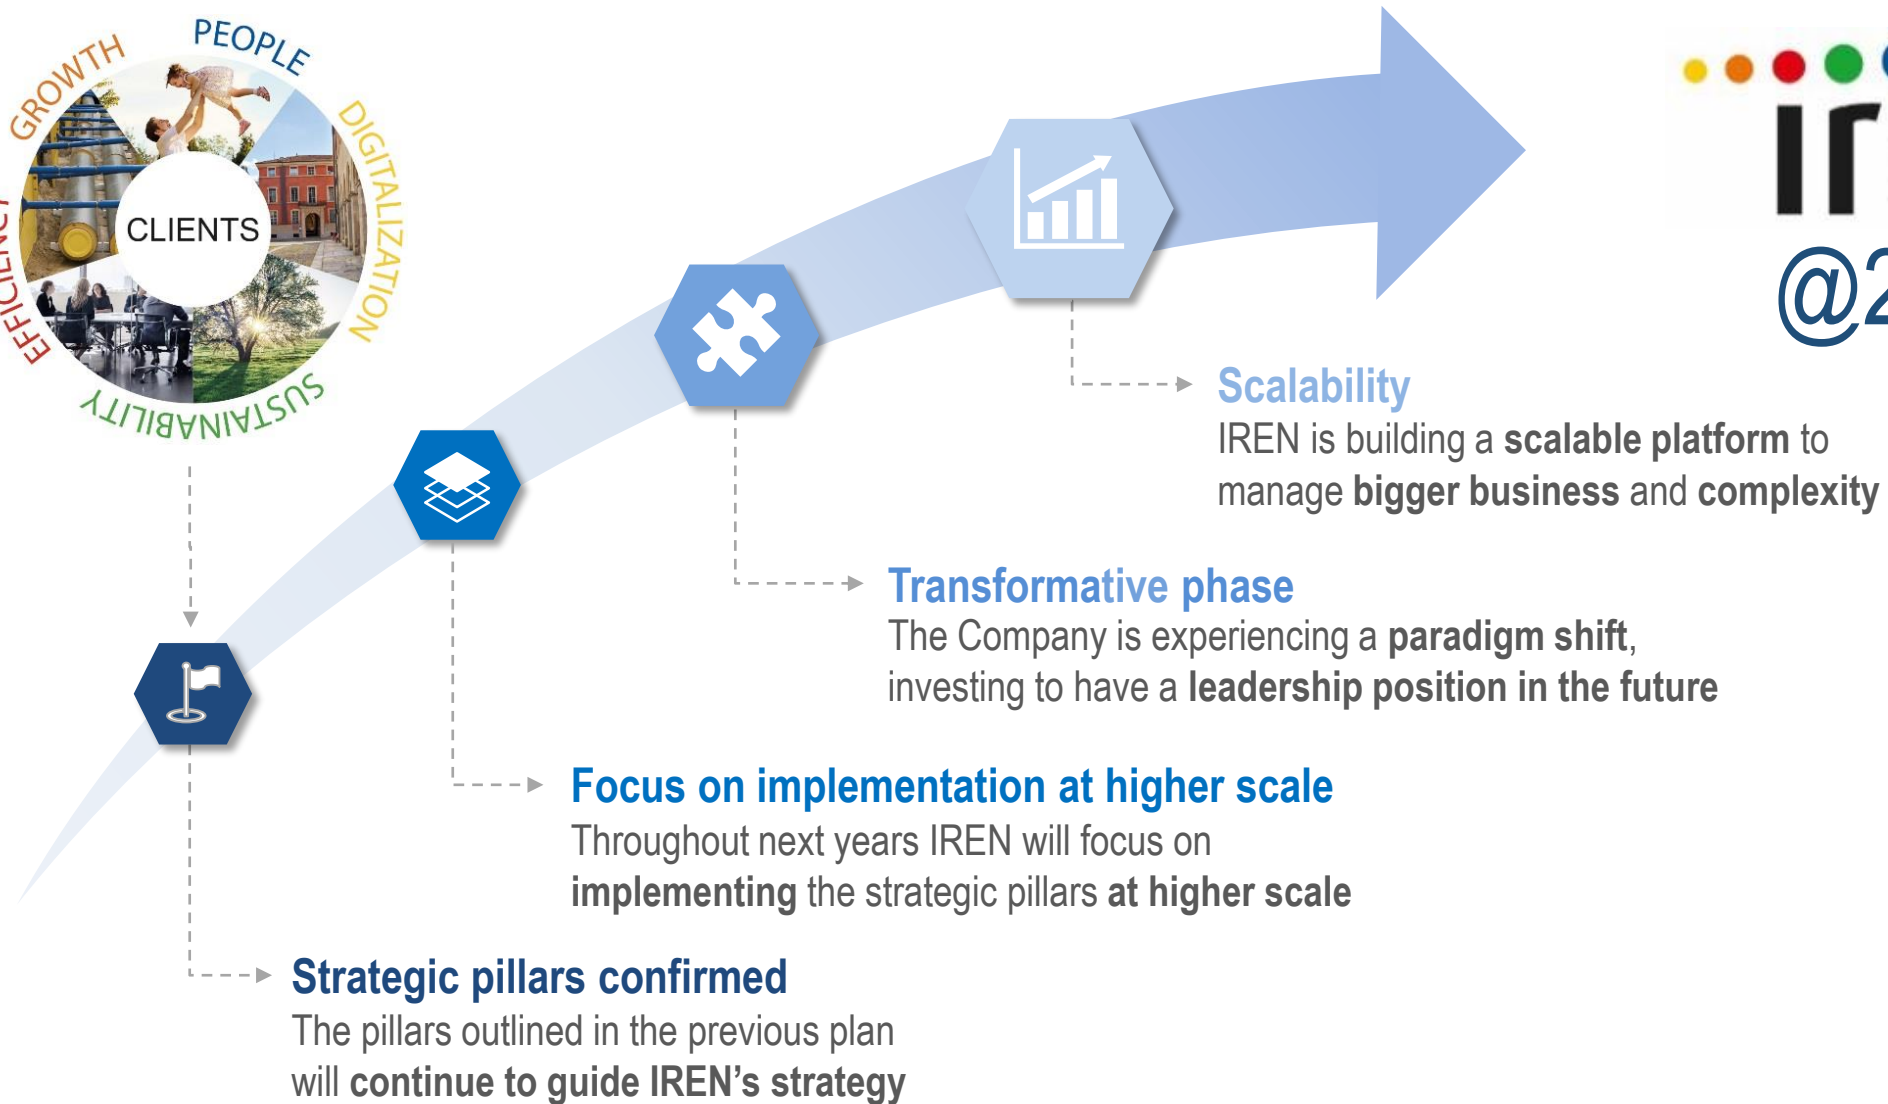 PEOPLE
GROWTH
DIGITALIZATION
CLIENTS
EFFICIENCY
SUSTAINABILITY
@2
Scalability
IREN is building a scalable platform to
manage bigger business and complexity
Transformative phase
The Company is experiencing a paradigm shift,
investing to have a leadership position in the future
Focus on implementation at higher scale
Throughout next years IREN will focus on
implementing the strategic pillars at higher scale
Strategic pillars confirmed
The pillars outlined in the previous plan
will continue to guide IREN’s strategy